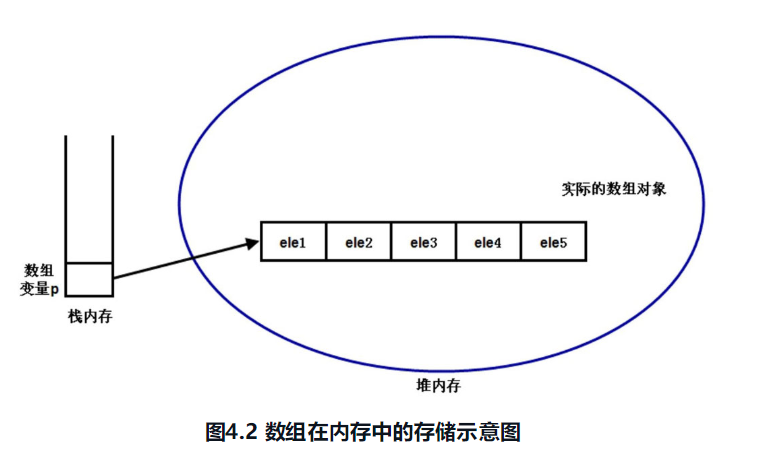 实际的数组对象
ele1 ele2 ele3 ele4 ele5
数组
变量p
栈内存
堆内存
图4.2 数组在内存中的存储示意图